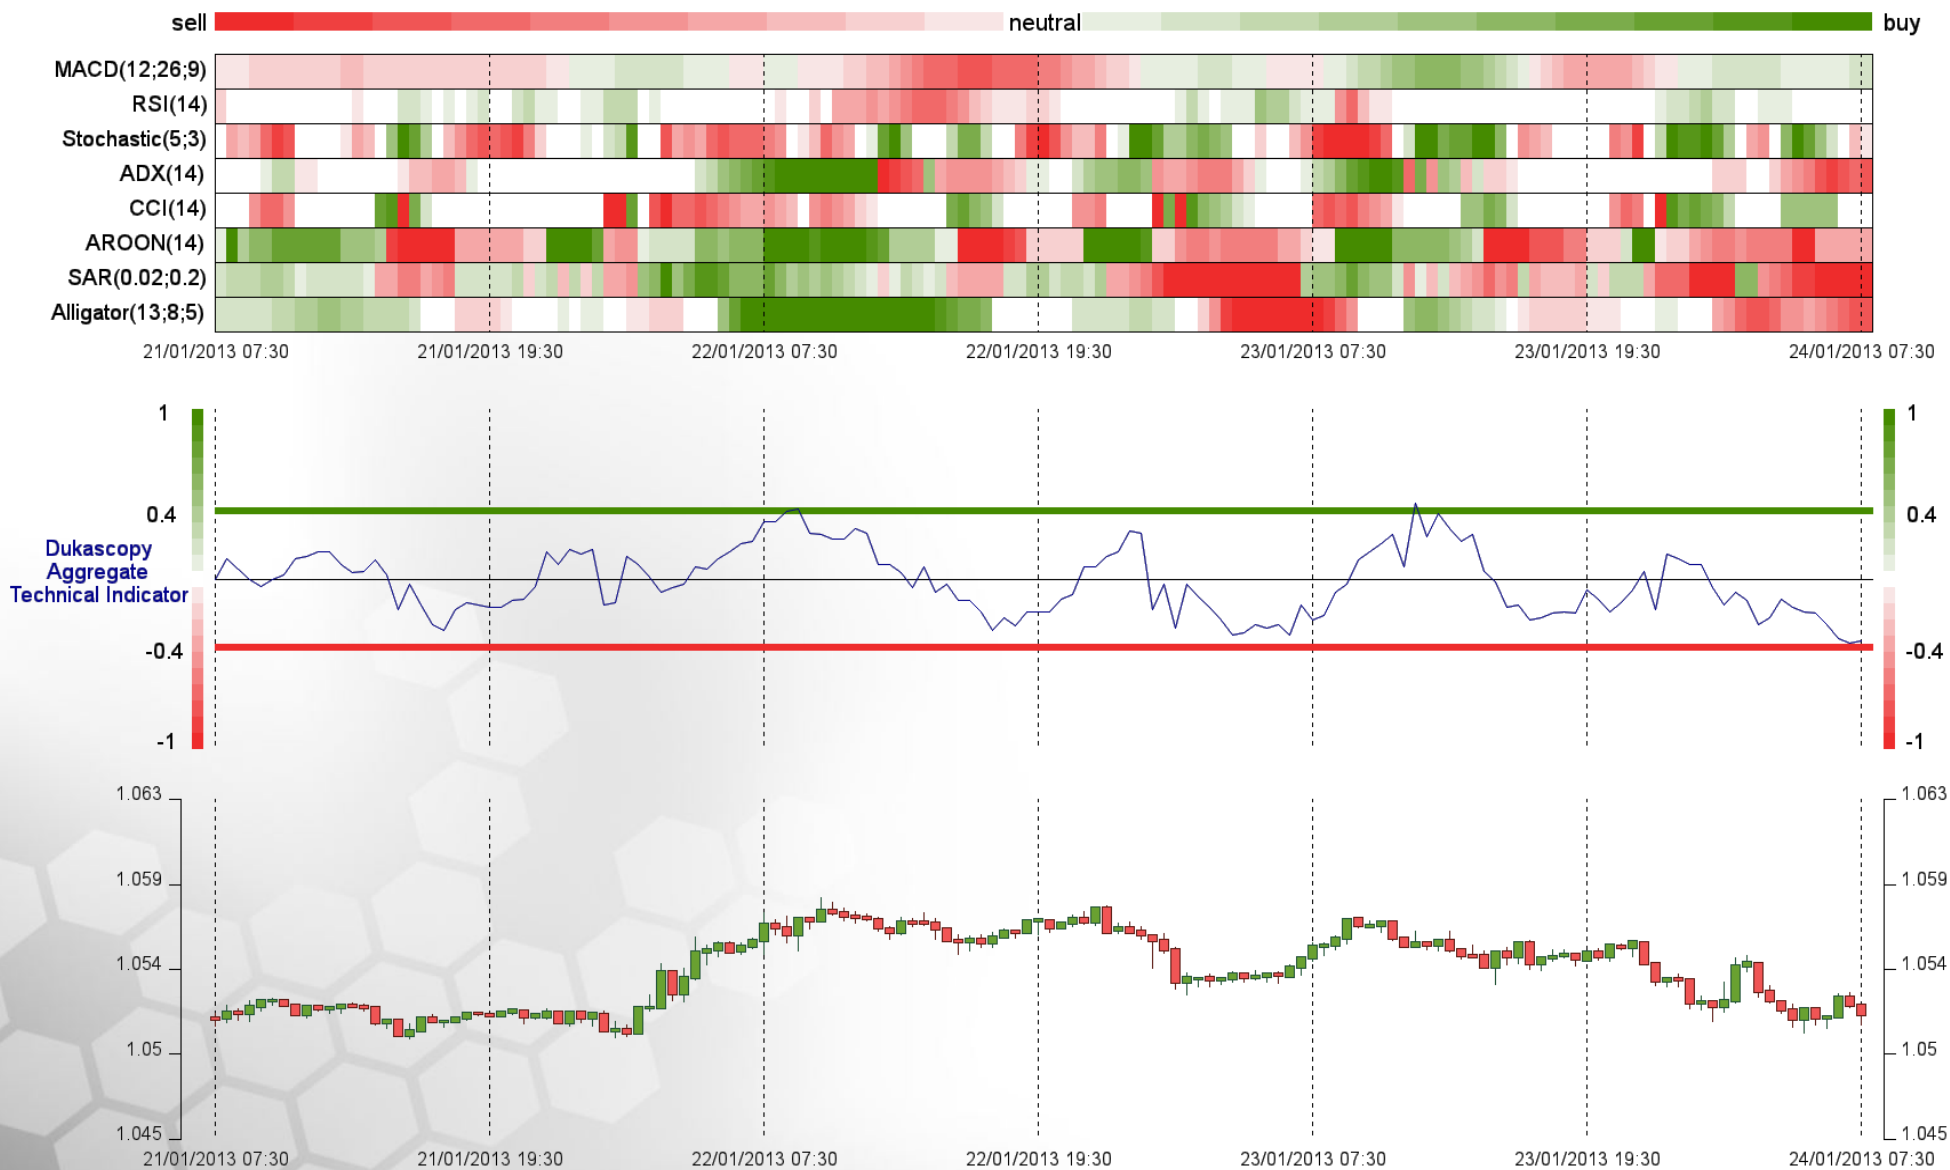 sell neutral buy
MACD(12;26;9)
RSI(14)
Stochastic(5;3)
ADX(14)
CCI(14)
AROON(14)
SAR(0.02;0.2)
Alligator(13;8;5)
21/01/2013 07:30 21/01/2013 19:30 22/01/2013 07:30 22/01/2013 19:30 23/01/2013 07:30 23/01/2013 19:30 24/01/2013 07:30
1 1
0.4 0.4
Dukascopy
Aggregate
Technical Indicator
-0.4 -0.4
-1 -1
1.063 1.063
1.059 1.059
1.054 1.054
1.05 1.05
1.045 1.045
21/01/2013 07:30 21/01/2013 19:30 22/01/2013 07:30 22/01/2013 19:30 23/01/2013 07:30 23/01/2013 19:30 24/01/2013 07:30